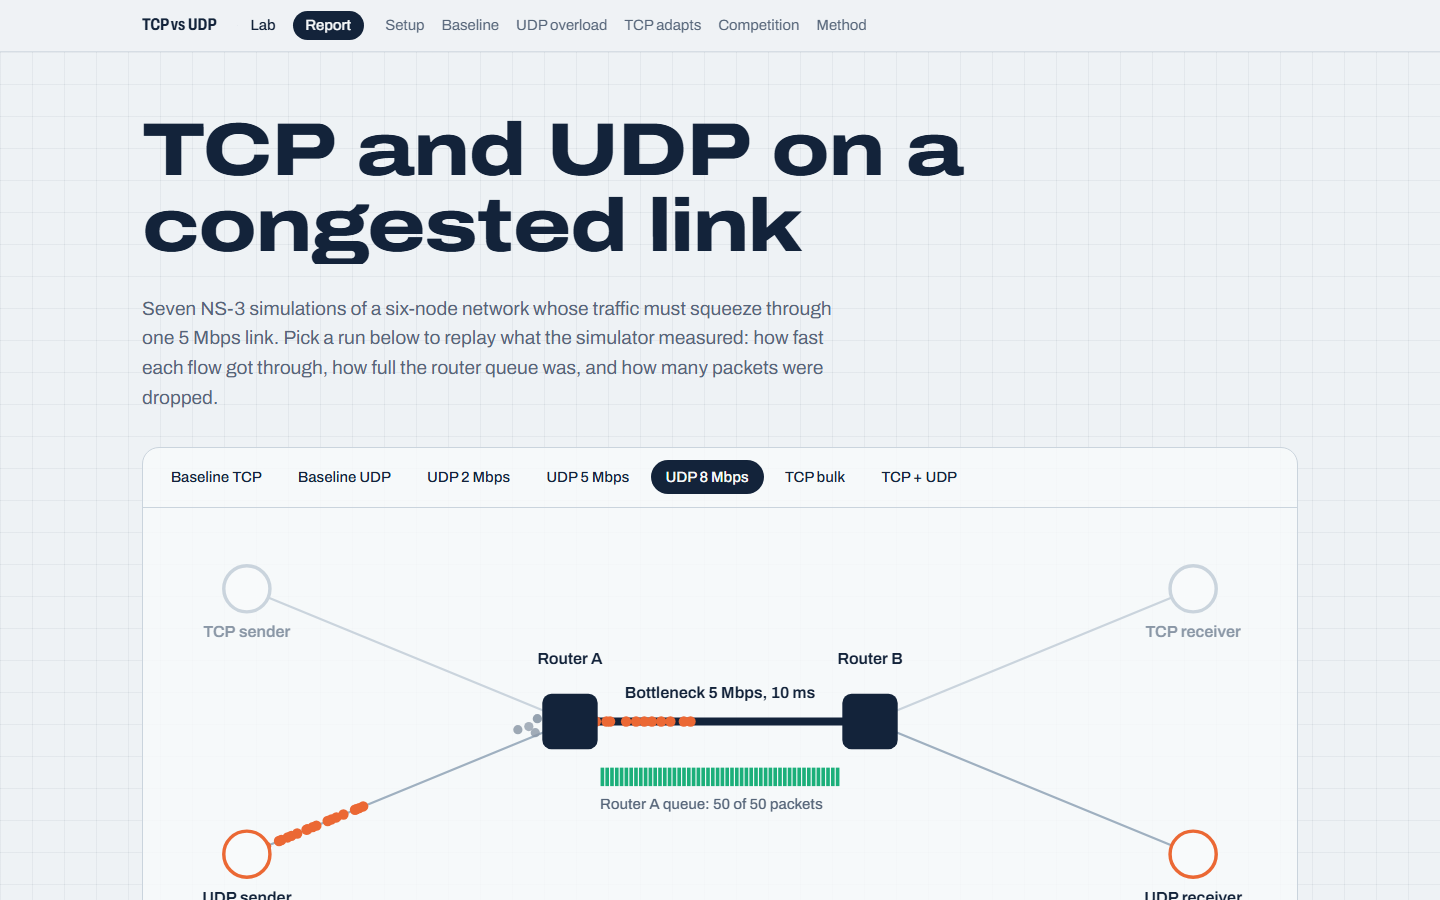 TCP vs UDP Lab Report Setup Baseline UDP overload TCP adapts Competition Method
TCP and UDP on a
congested link
Seven NS-3 simulations of a six-node network whose traffic must squeeze through
one 5 Mbps link. Pick a run below to replay what the simulator measured: how fast
each flow got through, how full the router queue was, and how many packets were
dropped.
Baseline TCP Baseline UDP UDP 2 Mbps UDP 5 Mbps UDP 8 Mbps TCP bulk TCP + UDP
TCP sender TCP receiver
Router A Router B
Bottleneck 5 Mbps, 10 ms
Router A queue: 50 of 50 packets
UDP sender UDP receiver